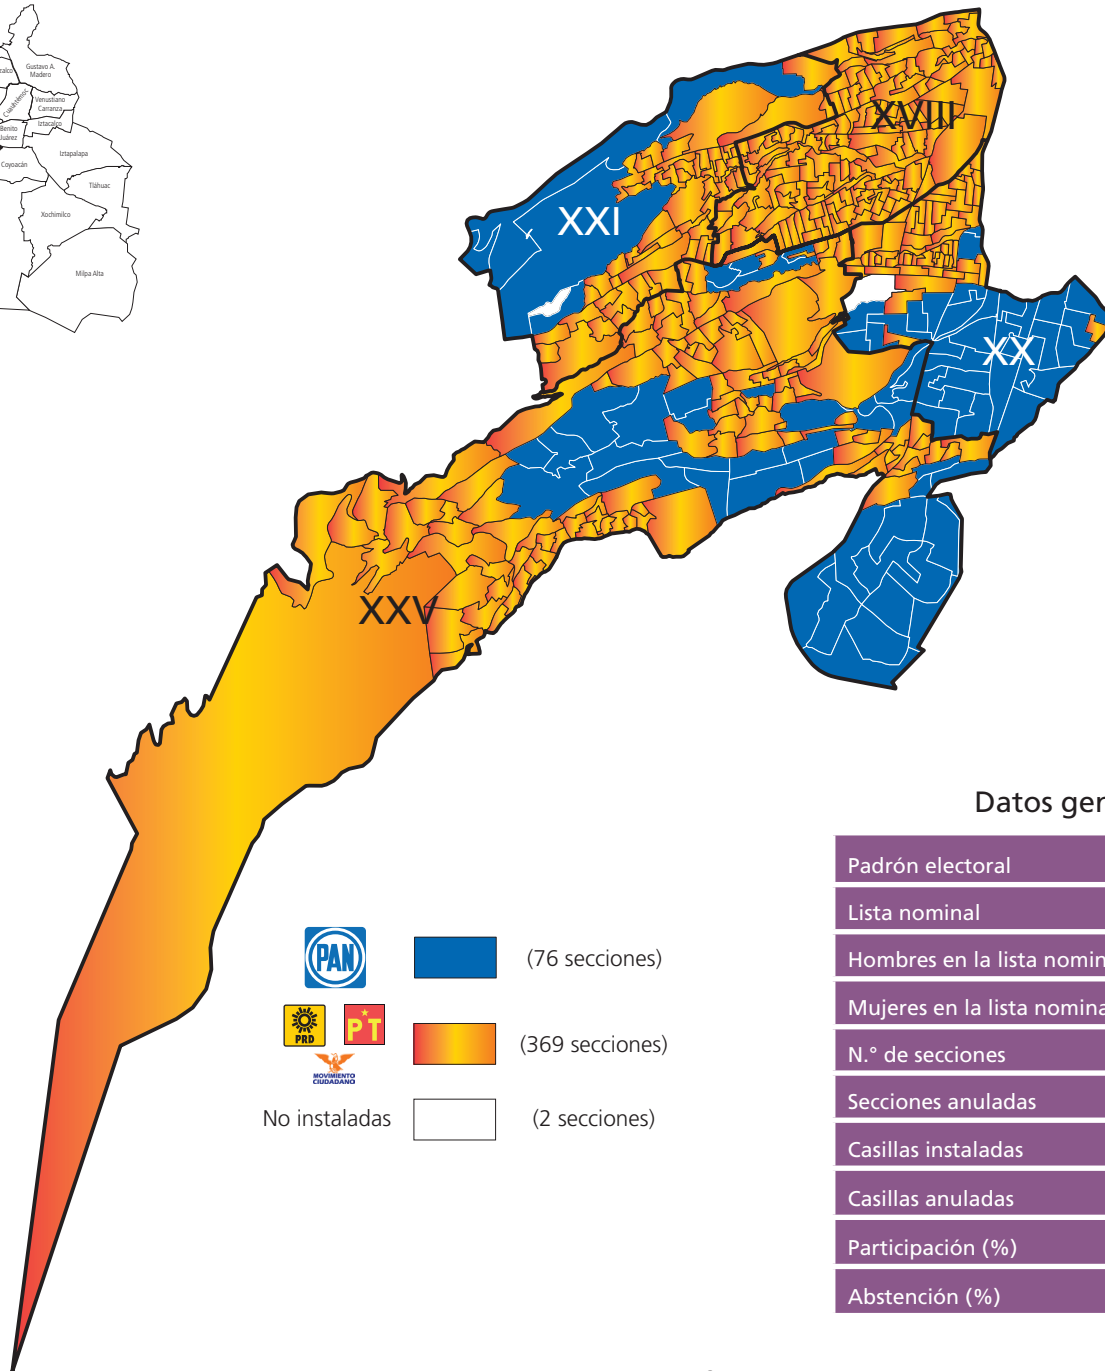 Gustavo A.
Madero
Cuauhtémoc
Venustiano
Carranza
Iztacalco
Benito
Juárez
Iztapalapa
Coyoacán
Tláhuac
Xochimilco
Milpa Alta
XVIII
XXI
XX
XXV
PAN
(76 secciones)
PRD
PT
MOVIMIENTO
CIUDADANO
(369 secciones)
No instaladas
(2 secciones)
Datos ger
Padrón electoral
Lista nominal
Hombres en la lista nomin
Mujeres en la lista nomina
N.° de secciones
Secciones anuladas
Casillas instaladas
Casillas anuladas
Participación (%)
Abstención (%)